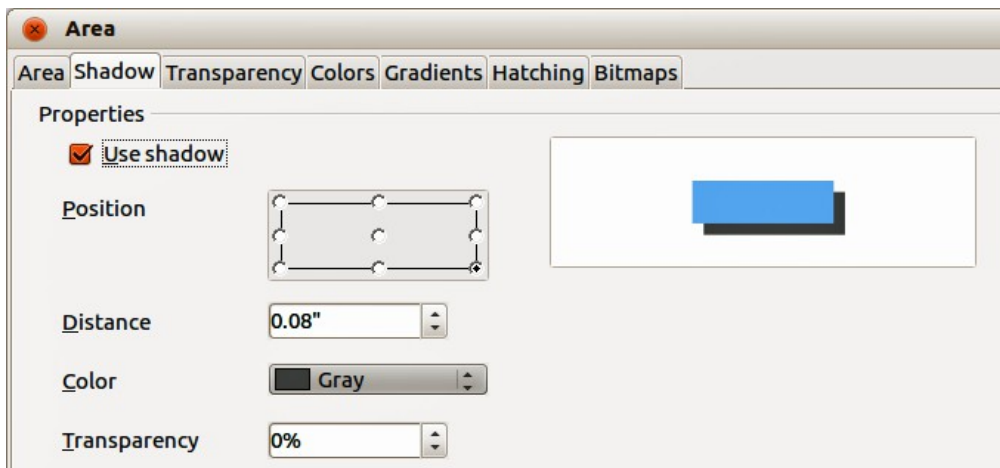 Area
Area Shadow Transparency Colors Gradients Hatching Bitmaps
Properties
Use shadow
Position
Distance 0.08"
Color Gray
Transparency 0%